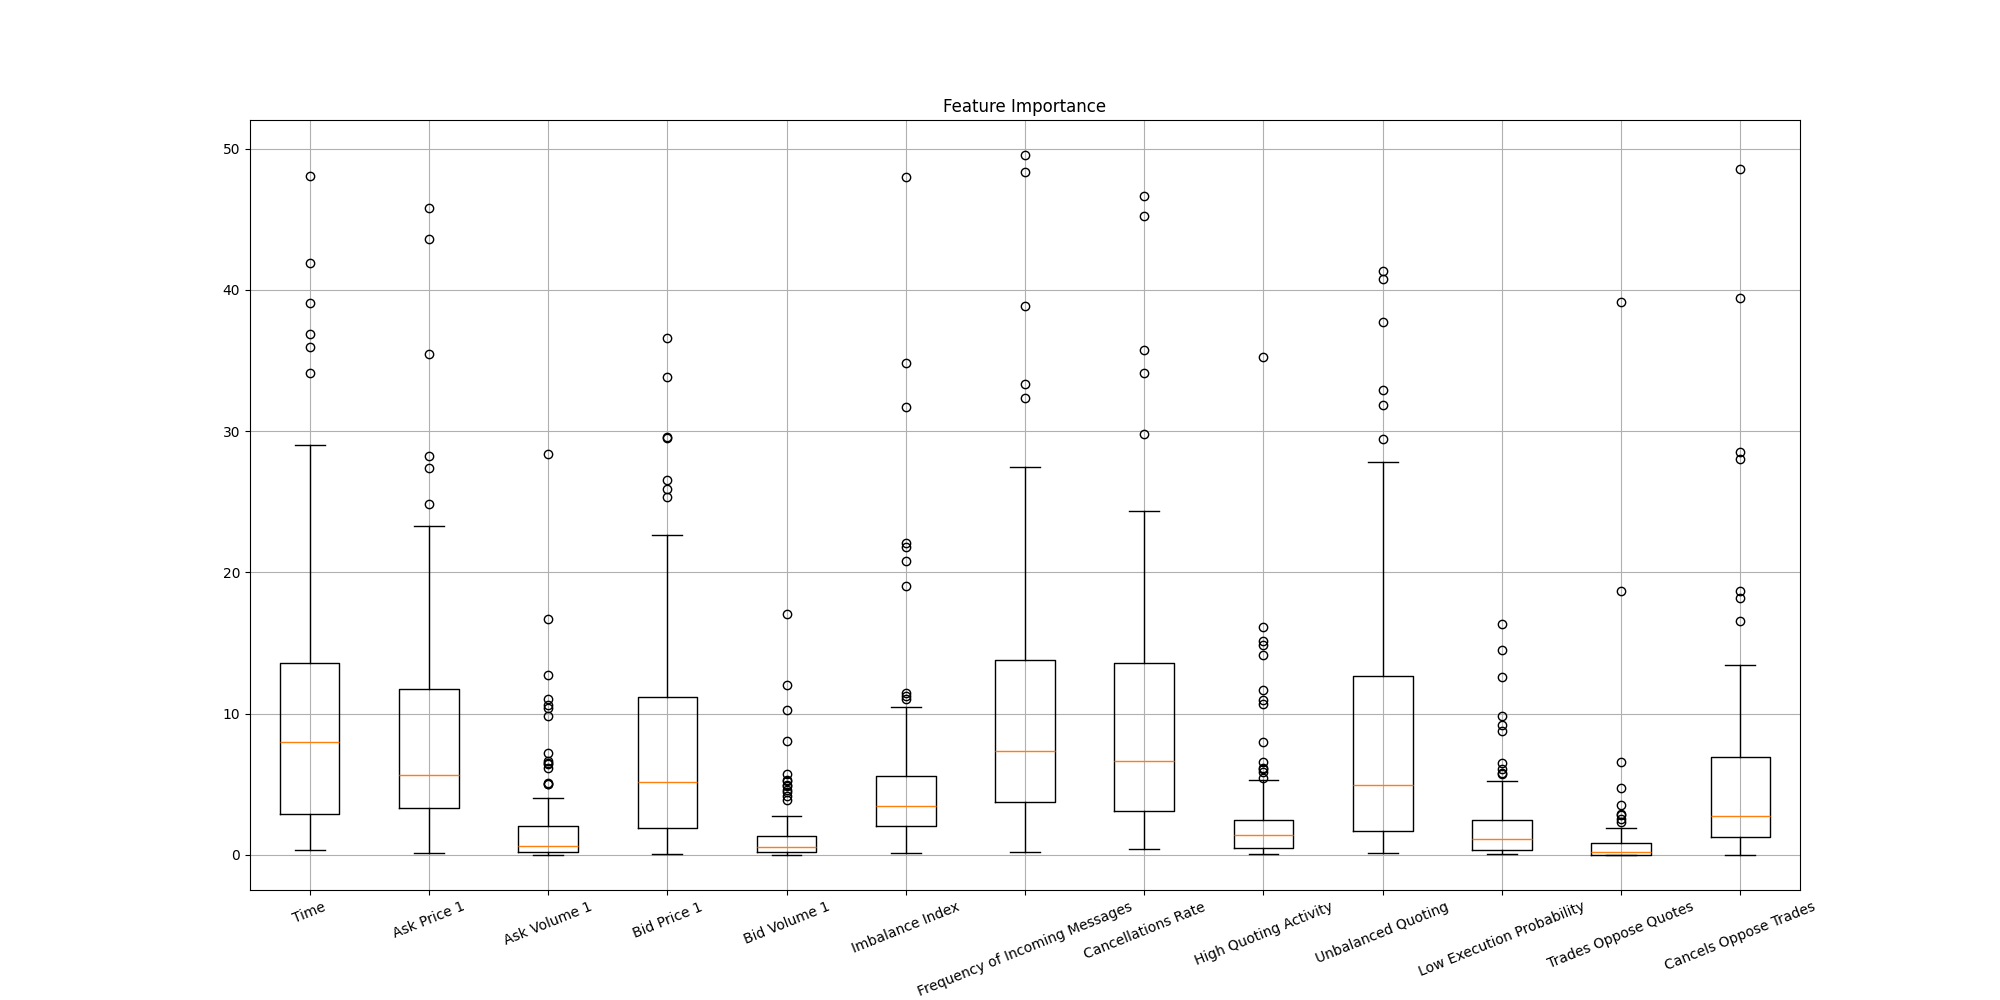 Feature Importance
50
40
30
20
10
0
Time
Ask Price 1
Ask Volume 1
Bid Price 1
Bid Volume 1
Imbalance Index
Frequency of Incoming Messages
Cancellations Rate
High Quoting Activity
Unbalanced Quoting
Low Execution Probability
Trades Oppose Quotes
Cancels Oppose Trades